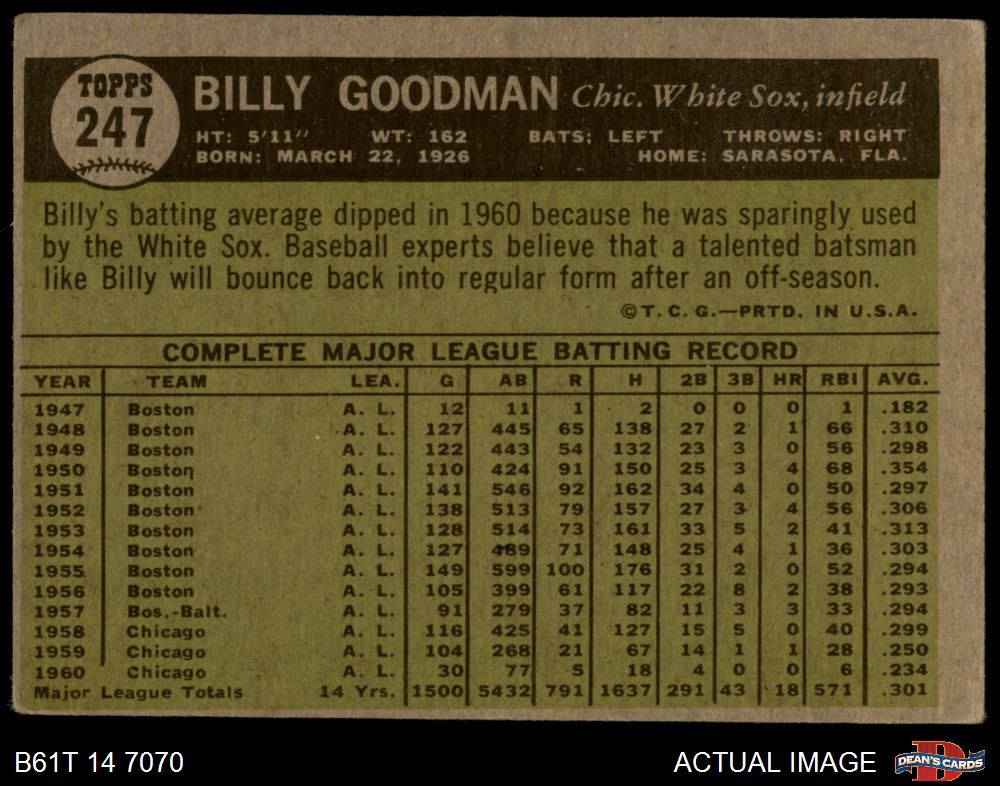 TOPPS
247
BILLY GOODMAN Chic. White Sox, infield
HT: 5'11" WT: 162 BATS: LEFT THROWS: RIGHT
BORN: MARCH 22, 1926 HOME: SARASOTA, FLA.
Billy's batting average dipped in 1960 because he was sparingly used
by the White Sox. Baseball experts believe that a talented batsman
like Billy will bounce back into regular form after an off-season.
©T. C. G.—PRTD. IN U.S.A.
COMPLETE MAJOR LEAGUE BATTING RECORD
YEAR TEAM LEA. G AB R H 2B 3B HR RBI AVG.
1947 Boston A. L. 12 11 1 2 0 0 0 1 .182
1948 Boston A. L. 127 445 65 138 27 2 1 66 .310
1949 Boston A. L. 122 443 54 132 23 3 0 56 .298
1950 Boston A. L. 110 424 91 150 25 3 4 68 .354
1951 Boston A. L. 141 546 92 162 34 4 0 50 .297
1952 Boston A. L. 138 513 79 157 27 3 4 56 .306
1953 Boston A. L. 128 514 73 161 33 5 2 41 .313
1954 Boston A. L. 127 489 71 148 25 4 1 36 .303
1955 Boston A. L. 149 599 100 176 31 2 0 52 .294
1956 Boston A. L. 105 399 61 117 22 8 2 38 .293
1957 Bos.-Balt. A. L. 91 279 37 82 11 3 3 33 .294
1958 Chicago A. L. 116 425 41 127 15 5 0 40 .299
1959 Chicago A. L. 104 268 21 67 14 1 1 28 .250
1960 Chicago A. L. 30 77 5 18 4 0 0 6 .234
Major League Totals 14 Yrs. 1500 5432 791 1637 291 43 18 571 .301
B61T 14 7070 ACTUAL IMAGE
D
DEAN'S CARDS